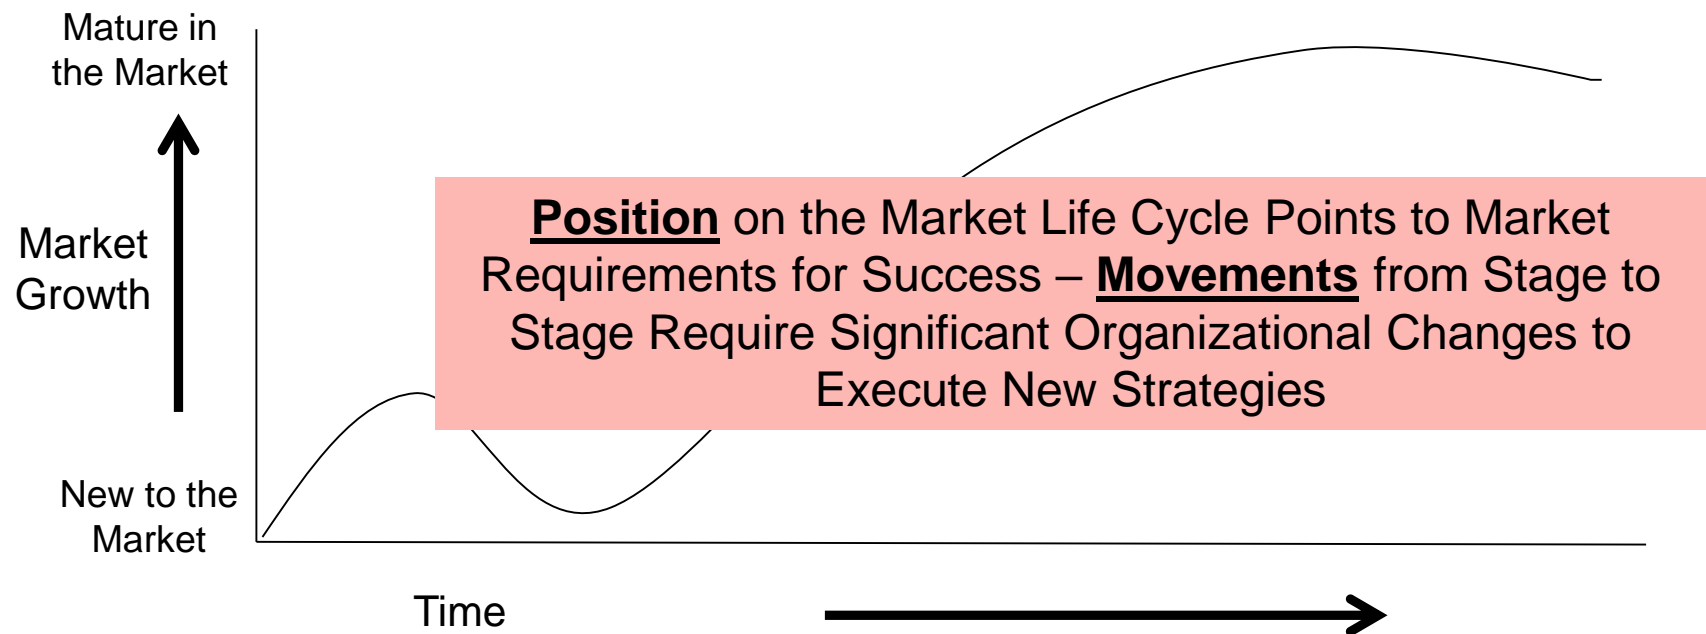 Mature in
the Market
Market
Growth
New to the
Market
Position on the Market Life Cycle Points to Market
Requirements for Success – Movements from Stage to
Stage Require Significant Organizational Changes to
Execute New Strategies
Time